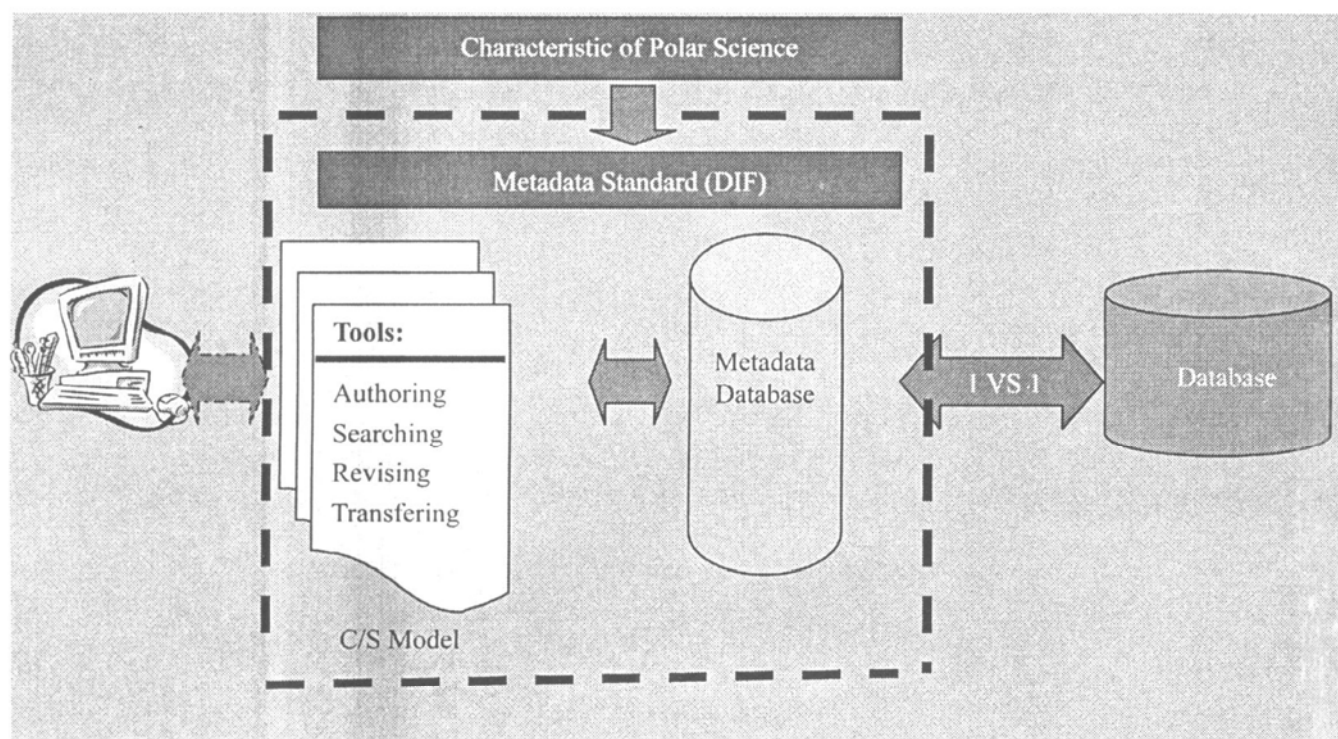 Characteristic of Polar Science
Metadata Standard (DIF)
Tools:
Authoring
Searching
Revising
Transfering
C/S Model
Metadata
Database
1 VS 1
Database